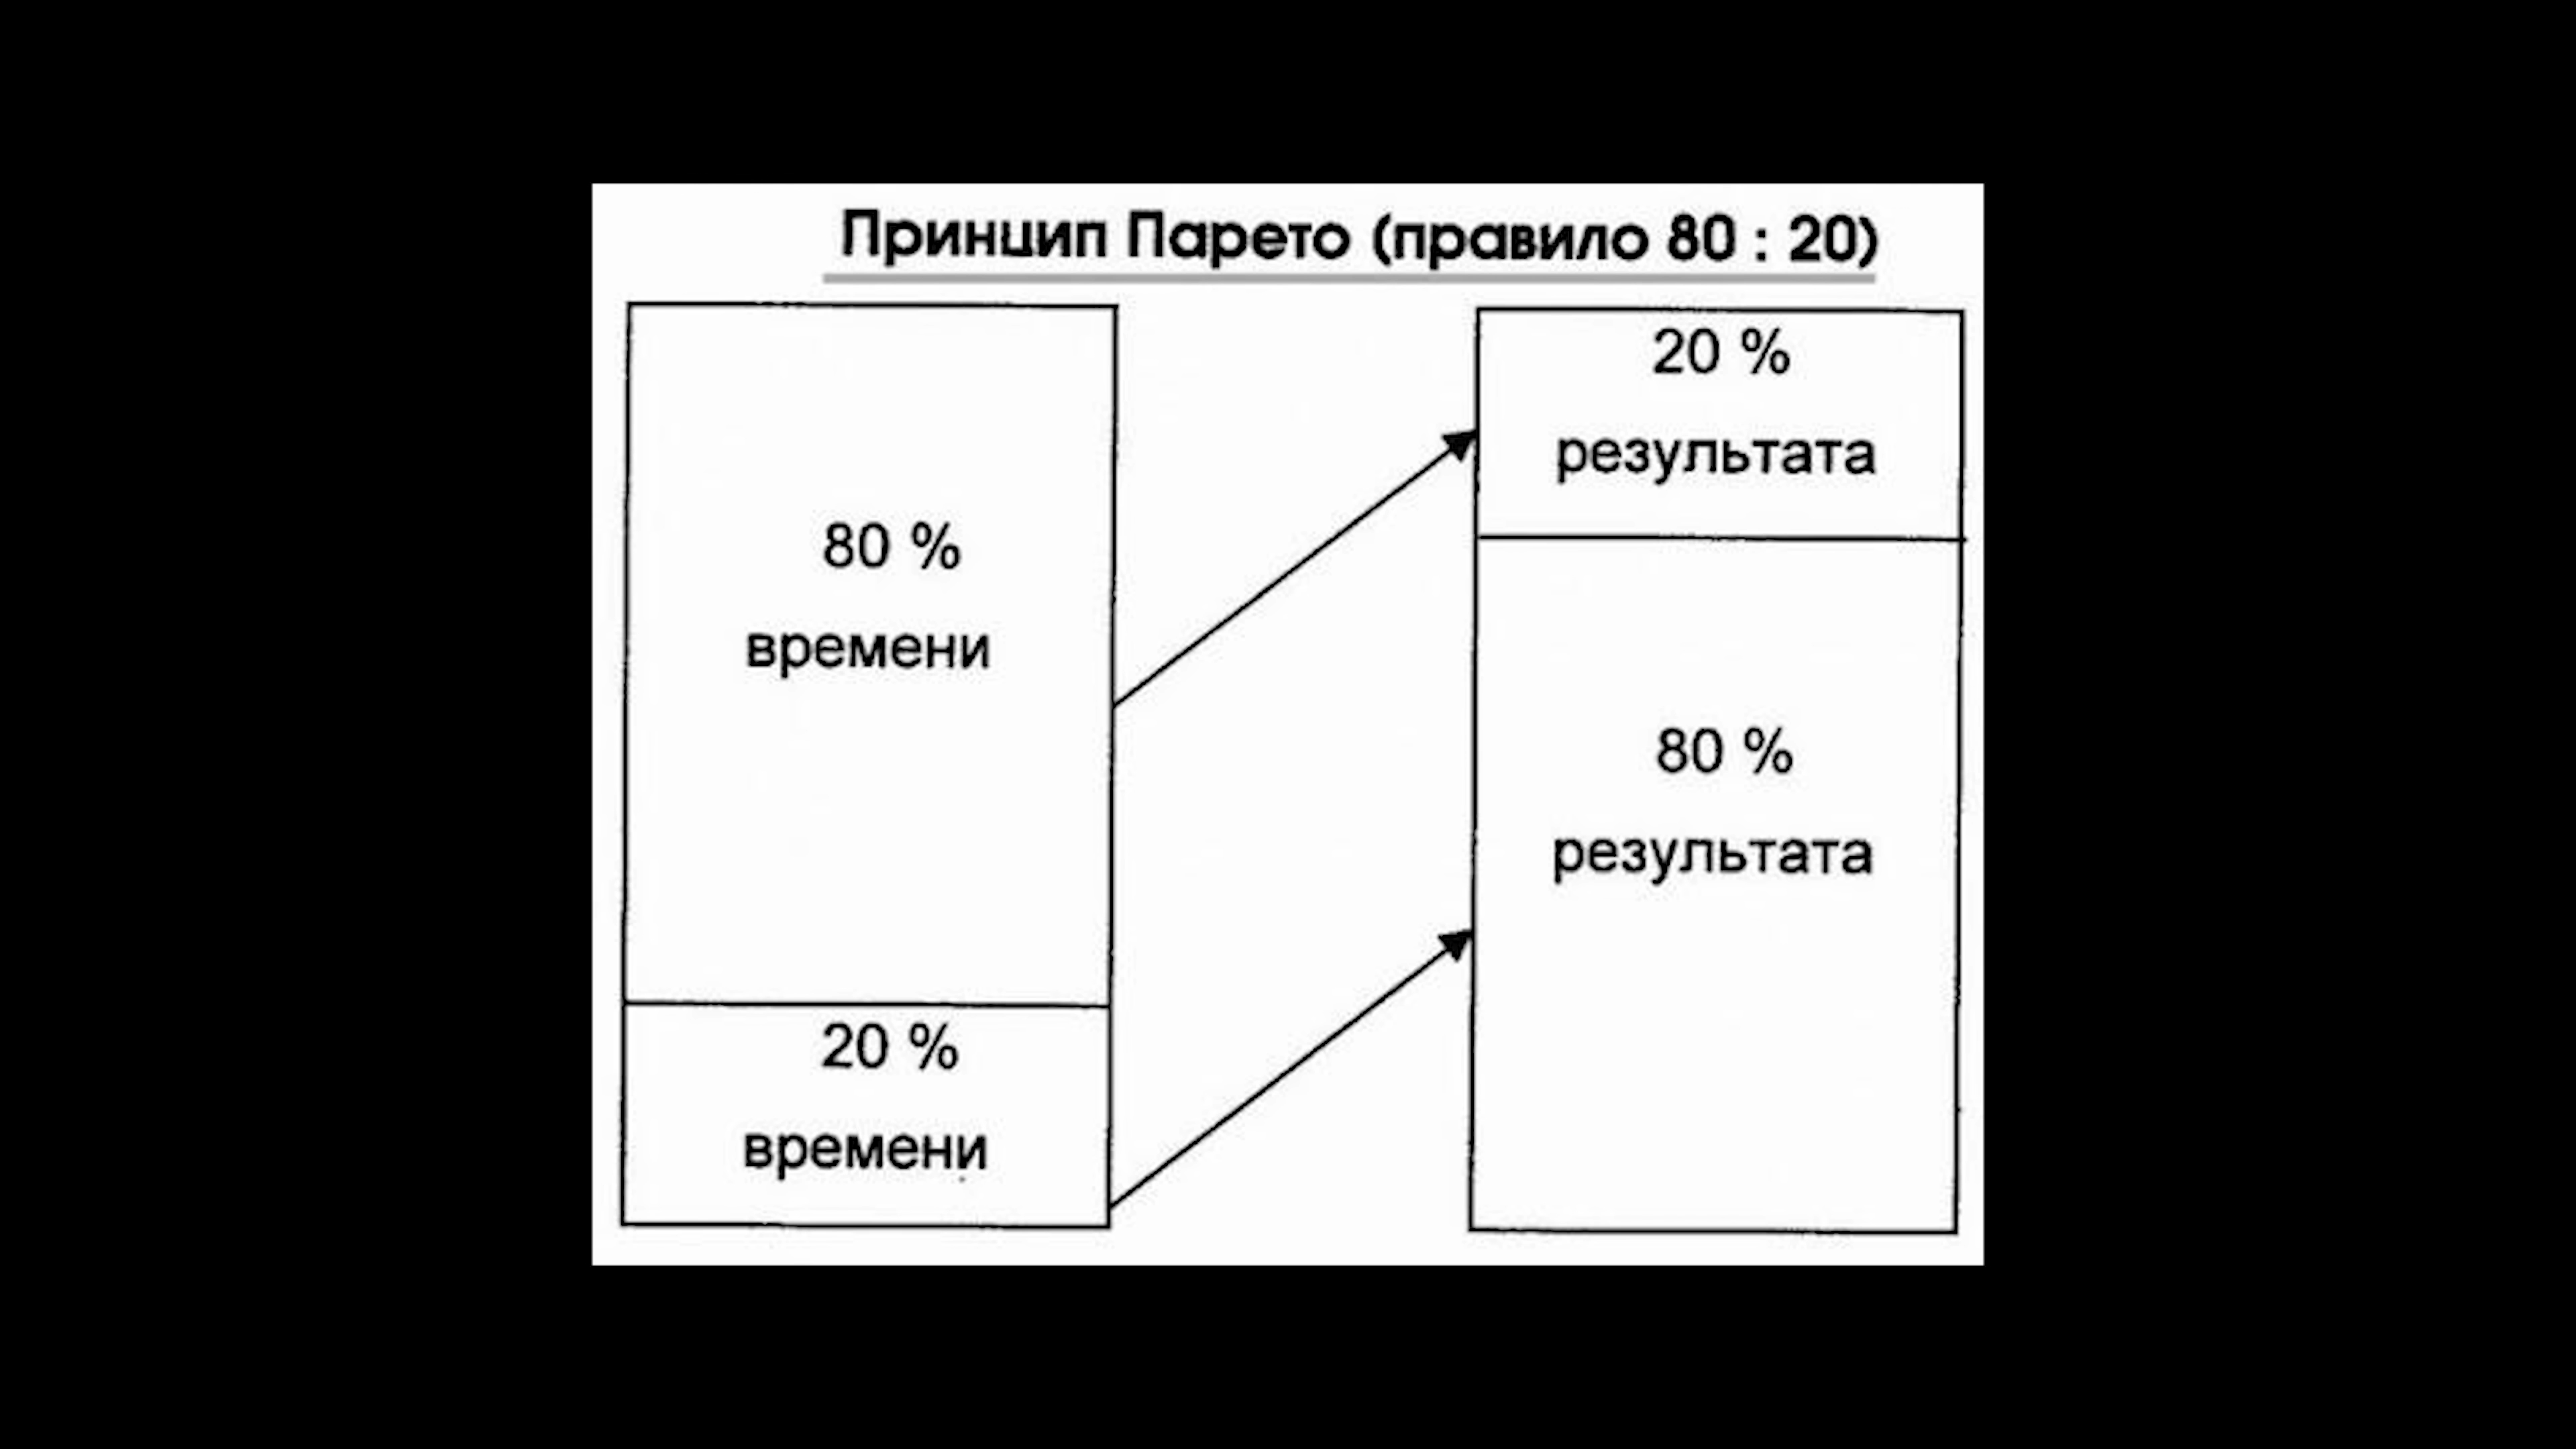 Принцип Парето (правило 80 : 20)
80 %
времени
20 %
времени
20 %
результата
80 %
результата